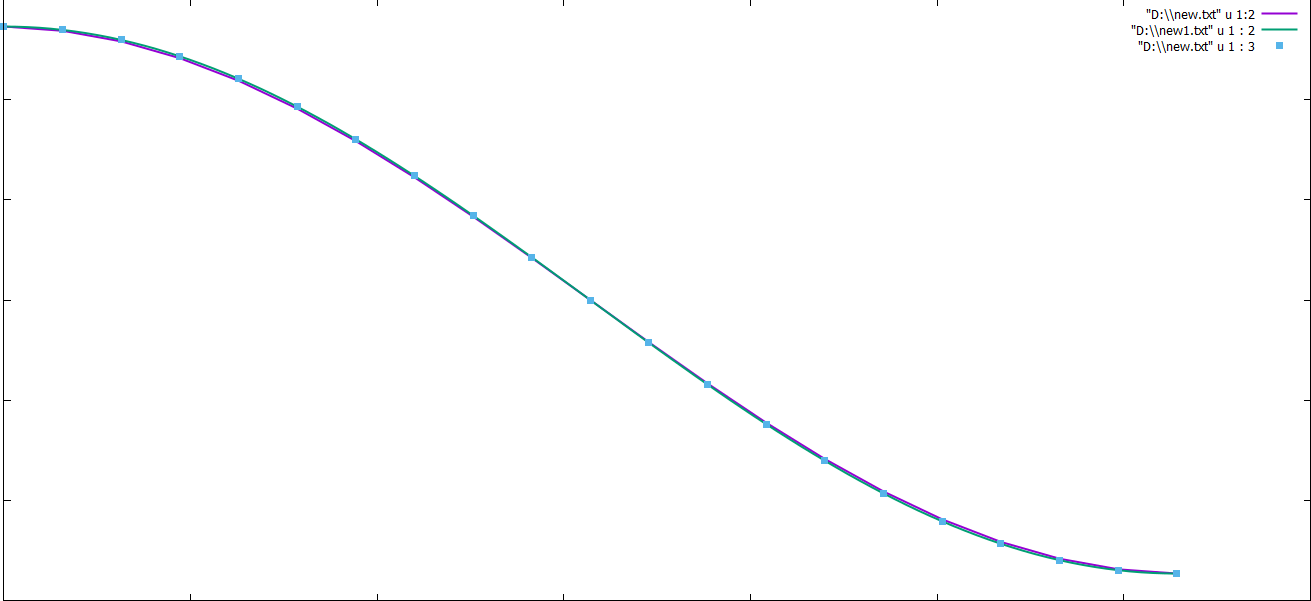 "D:\\new.txt" u 1:2
"D:\\new1.txt" u 1 : 2
"D:\\new.txt" u 1 : 3